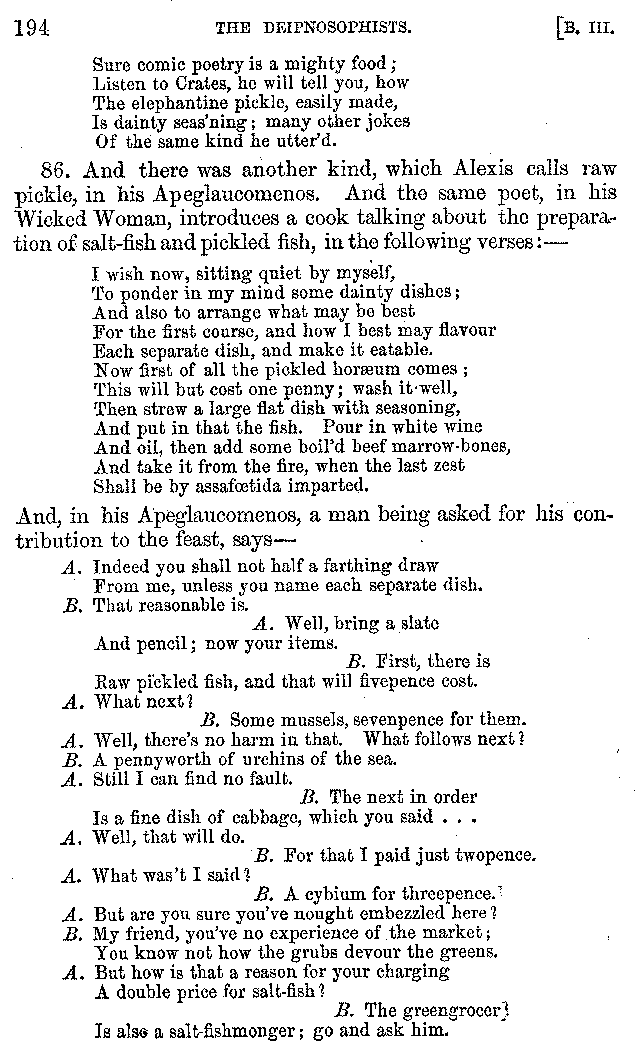 194 THE DEIPNOSOPHISTS. [B. III.
Sure comic poetry is a mighty food;
Listen to Crates, he will tell you, how
The elephantine pickle, easily made,
Is dainty seas'ning; many other jokes
Of the same kind he utter'd.
86. And there was another kind, which Alexis calls raw
pickle, in his Apeglaucomenos. And the same poet, in his
Wicked Woman, introduces a cook talking about the prepara-
tion of salt-fish and pickled fish, in the following verses:—
I wish now, sitting quiet by myself,
To ponder in my mind some dainty dishes;
And also to arrange what may be best
For the first course, and how I best may flavour
Each separate dish, and make it eatable.
Now first of all the pickled horæum comes;
This will but cost one penny; wash it well,
Then strew a large flat dish with seasoning,
And put in that the fish. Pour in white wine
And oil, then add some boil'd beef marrow-bones,
And take it from the fire, when the last zest
Shall be by assafœtida imparted.
And, in his Apeglaucomenos, a man being asked for his con-
tribution to the feast, says—
A. Indeed you shall not half a farthing draw
From me, unless you name each separate dish.
B. That reasonable is.
A. Well, bring a slate
And pencil; now your items.
B. First, there is
Raw pickled fish, and that will fivepence cost.
A. What next?
B. Some mussels, sevenpence for them.
A. Well, there's no harm in that. What follows next?
B. A pennyworth of urchins of the sea.
A. Still I can find no fault.
B. The next in order
Is a fine dish of cabbage, which you said . . .
A. Well, that will do.
B. For that I paid just twopence.
A. What was't I said?
B. A cybium for threepence.
A. But are you sure you've nought embezzled here?
B. My friend, you've no experience of the market;
You know not how the grubs devour the greens.
A. But how is that a reason for your charging
A double price for salt-fish?
B. The greengrocer
Is also a salt-fishmonger; go and ask him.